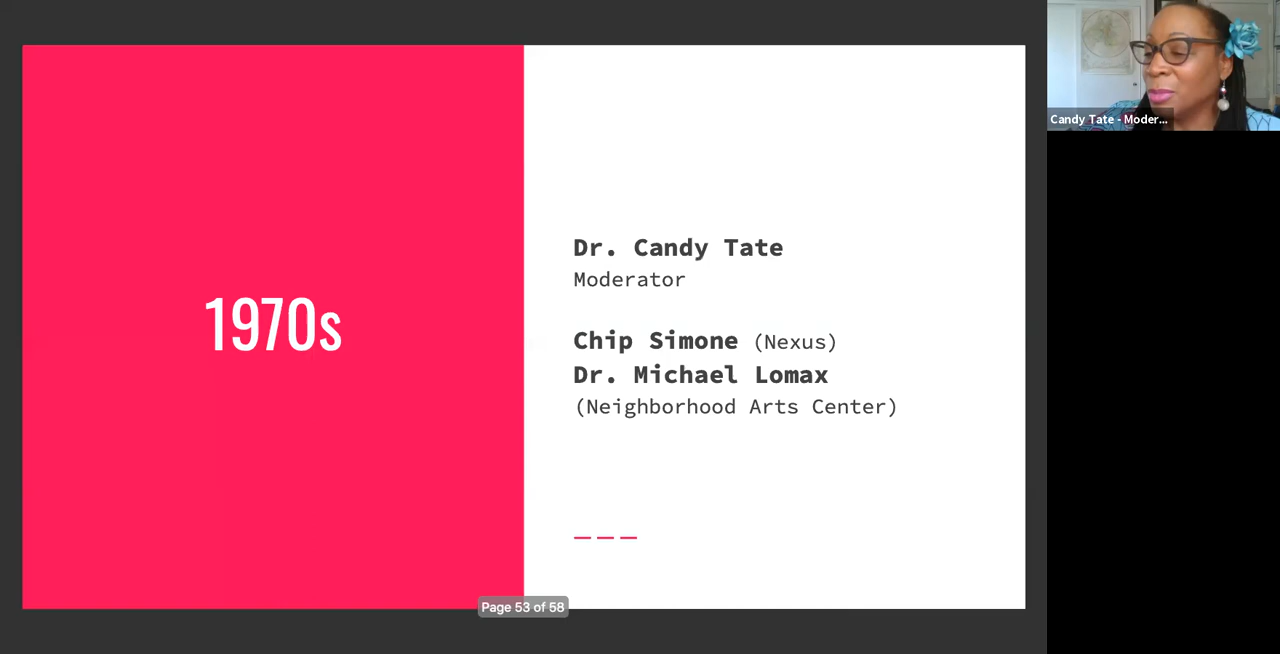 1970s
Dr. Candy Tate
Moderator
Chip Simone (Nexus)
Dr. Michael Lomax
(Neighborhood Arts Center)
Page 53 of 58
Candy Tate - Moder...